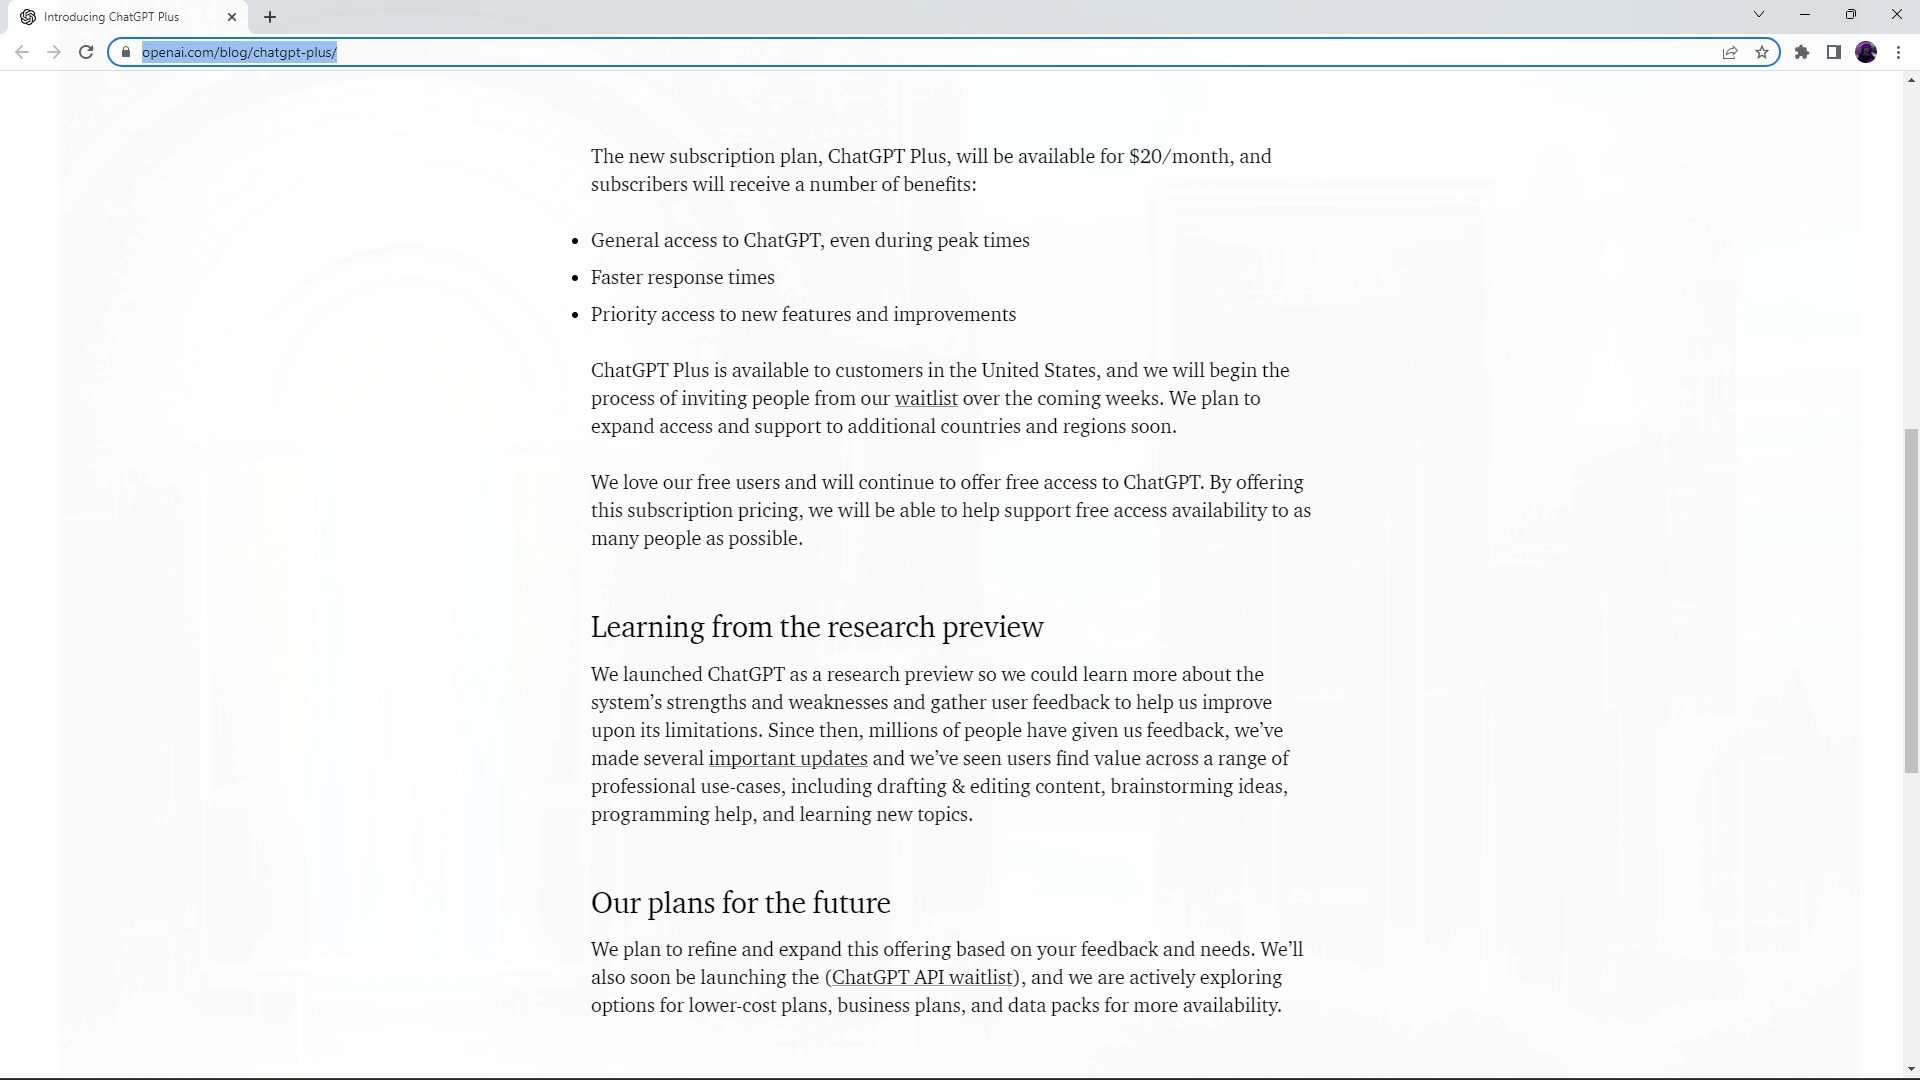 Introducing ChatGPT Plus
openai.com/blog/chatgpt-plus/
The new subscription plan, ChatGPT Plus, will be available for $20/month, and
subscribers will receive a number of benefits:
• General access to ChatGPT, even during peak times
• Faster response times
• Priority access to new features and improvements
ChatGPT Plus is available to customers in the United States, and we will begin the
process of inviting people from our waitlist over the coming weeks. We plan to
expand access and support to additional countries and regions soon.
We love our free users and will continue to offer free access to ChatGPT. By offering
this subscription pricing, we will be able to help support free access availability to as
many people as possible.
Learning from the research preview
We launched ChatGPT as a research preview so we could learn more about the
system’s strengths and weaknesses and gather user feedback to help us improve
upon its limitations. Since then, millions of people have given us feedback, we’ve
made several important updates and we’ve seen users find value across a range of
professional use-cases, including drafting & editing content, brainstorming ideas,
programming help, and learning new topics.
Our plans for the future
We plan to refine and expand this offering based on your feedback and needs. We’ll
also soon be launching the (ChatGPT API waitlist), and we are actively exploring
options for lower-cost plans, business plans, and data packs for more availability.